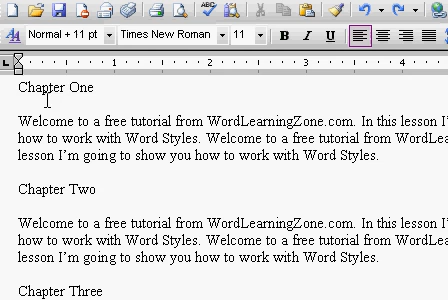 Normal + 11 pt Times New Roman 11 B I U
L 1 2 3 4
Chapter One
Welcome to a free tutorial from WordLearningZone.com. In this lesson I'
how to work with Word Styles. Welcome to a free tutorial from WordLea
lesson I'm going to show you how to work with Word Styles.
Chapter Two
Welcome to a free tutorial from WordLearningZone.com. In this lesson I'
how to work with Word Styles. Welcome to a free tutorial from WordLea
lesson I'm going to show you how to work with Word Styles.
Chapter Three